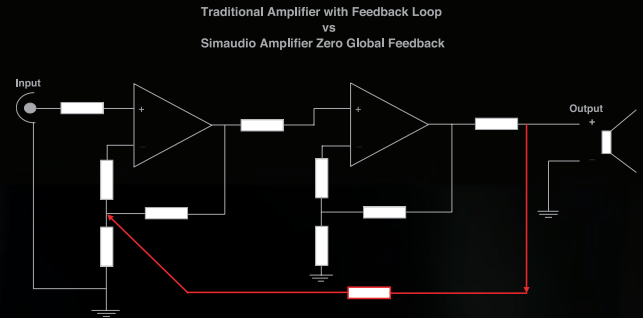 Traditional Amplifier with Feedback Loop
vs
Simaudio Amplifier Zero Global Feedback
Input
Output
+
+
+
−
−
−